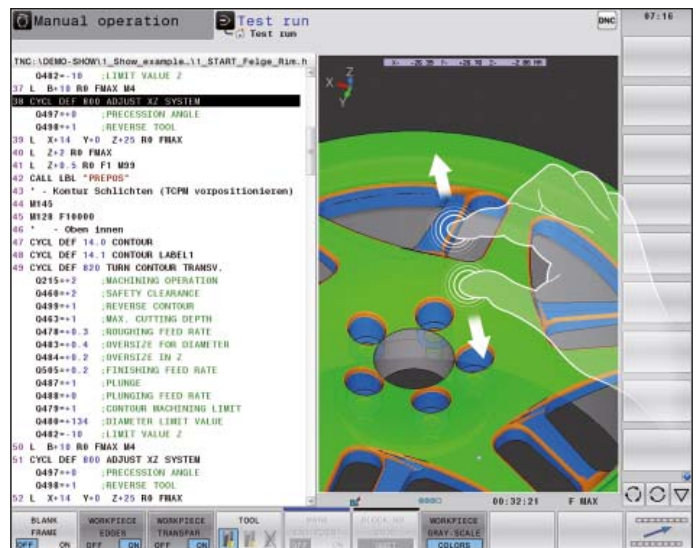 Manual operation
Test run
Test run
DNC
07:16
TNC:\DEMO-SHOW\1_Show_example…\1_START_Felge_Rim.h
Q482=-10 ;LIMIT VALUE Z
37 L B+10 R0 FMAX M4
38 CYCL DEF 800 ADJUST XZ SYSTEM
Q497=+0 ;PRECESSION ANGLE
Q498=+1 ;REVERSE TOOL
39 L X+14 Y+0 Z+25 R0 FMAX
40 L Z+2 R0 FMAX
41 L Z+0.5 R0 F1 M99
42 CALL LBL "PREPOS"
43 * - Kontur Schlichten (TCPM vorpositionieren)
44 M145
45 M128 F10000
46 * - Oben innen
47 CYCL DEF 14.0 CONTOUR
48 CYCL DEF 14.1 CONTOUR LABEL1
49 CYCL DEF 820 TURN CONTOUR TRANSV.
Q215=+2 ;MACHINING OPERATION
Q460=+2 ;SAFETY CLEARANCE
Q499=+1 ;REVERSE CONTOUR
Q463=+1 ;MAX. CUTTING DEPTH
Q478=+0.3 ;ROUGHING FEED RATE
Q483=+0.4 ;OVERSIZE FOR DIAMETER
Q484=+0.2 ;OVERSIZE IN Z
Q505=+0.2 ;FINISHING FEED RATE
Q487=+1 ;PLUNGE
Q488=+0 ;PLUNGING FEED RATE
Q479=+1 ;CONTOUR MACHINING LIMIT
Q480=+134 ;DIAMETER LIMIT VALUE
Q482=-10 ;LIMIT VALUE Z
50 L B+10 R0 FMAX M4
51 CYCL DEF 800 ADJUST XZ SYSTEM
Q497=+0 ;PRECESSION ANGLE
Q498=+1 ;REVERSE TOOL
52 L X+14 Y+0 Z+25 R0 FMAX
Z
X
Y
00:32:21 F MAX
BLANK FRAME
OFF ON
WORKPIECE EDGES
OFF ON
WORKPIECE TRANSPAR
OFF ON
TOOL
WORKPIECE GRAY-SCALE
COLORS